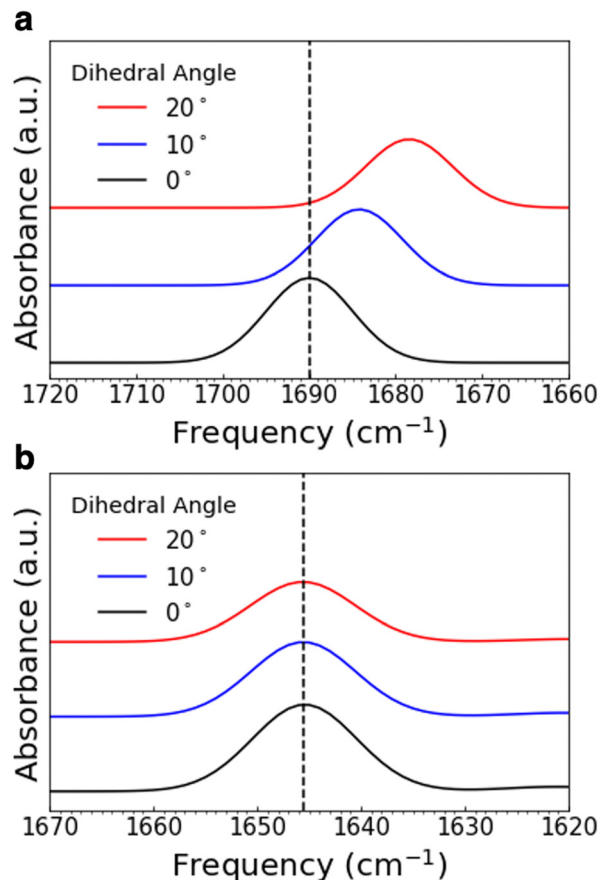 a
Dihedral Angle
20°
10°
0°
Absorbance (a.u.)
1720 1710 1700 1690 1680 1670 1660
Frequency (cm⁻¹)
b
Dihedral Angle
20°
10°
0°
Absorbance (a.u.)
1670 1660 1650 1640 1630 1620
Frequency (cm⁻¹)